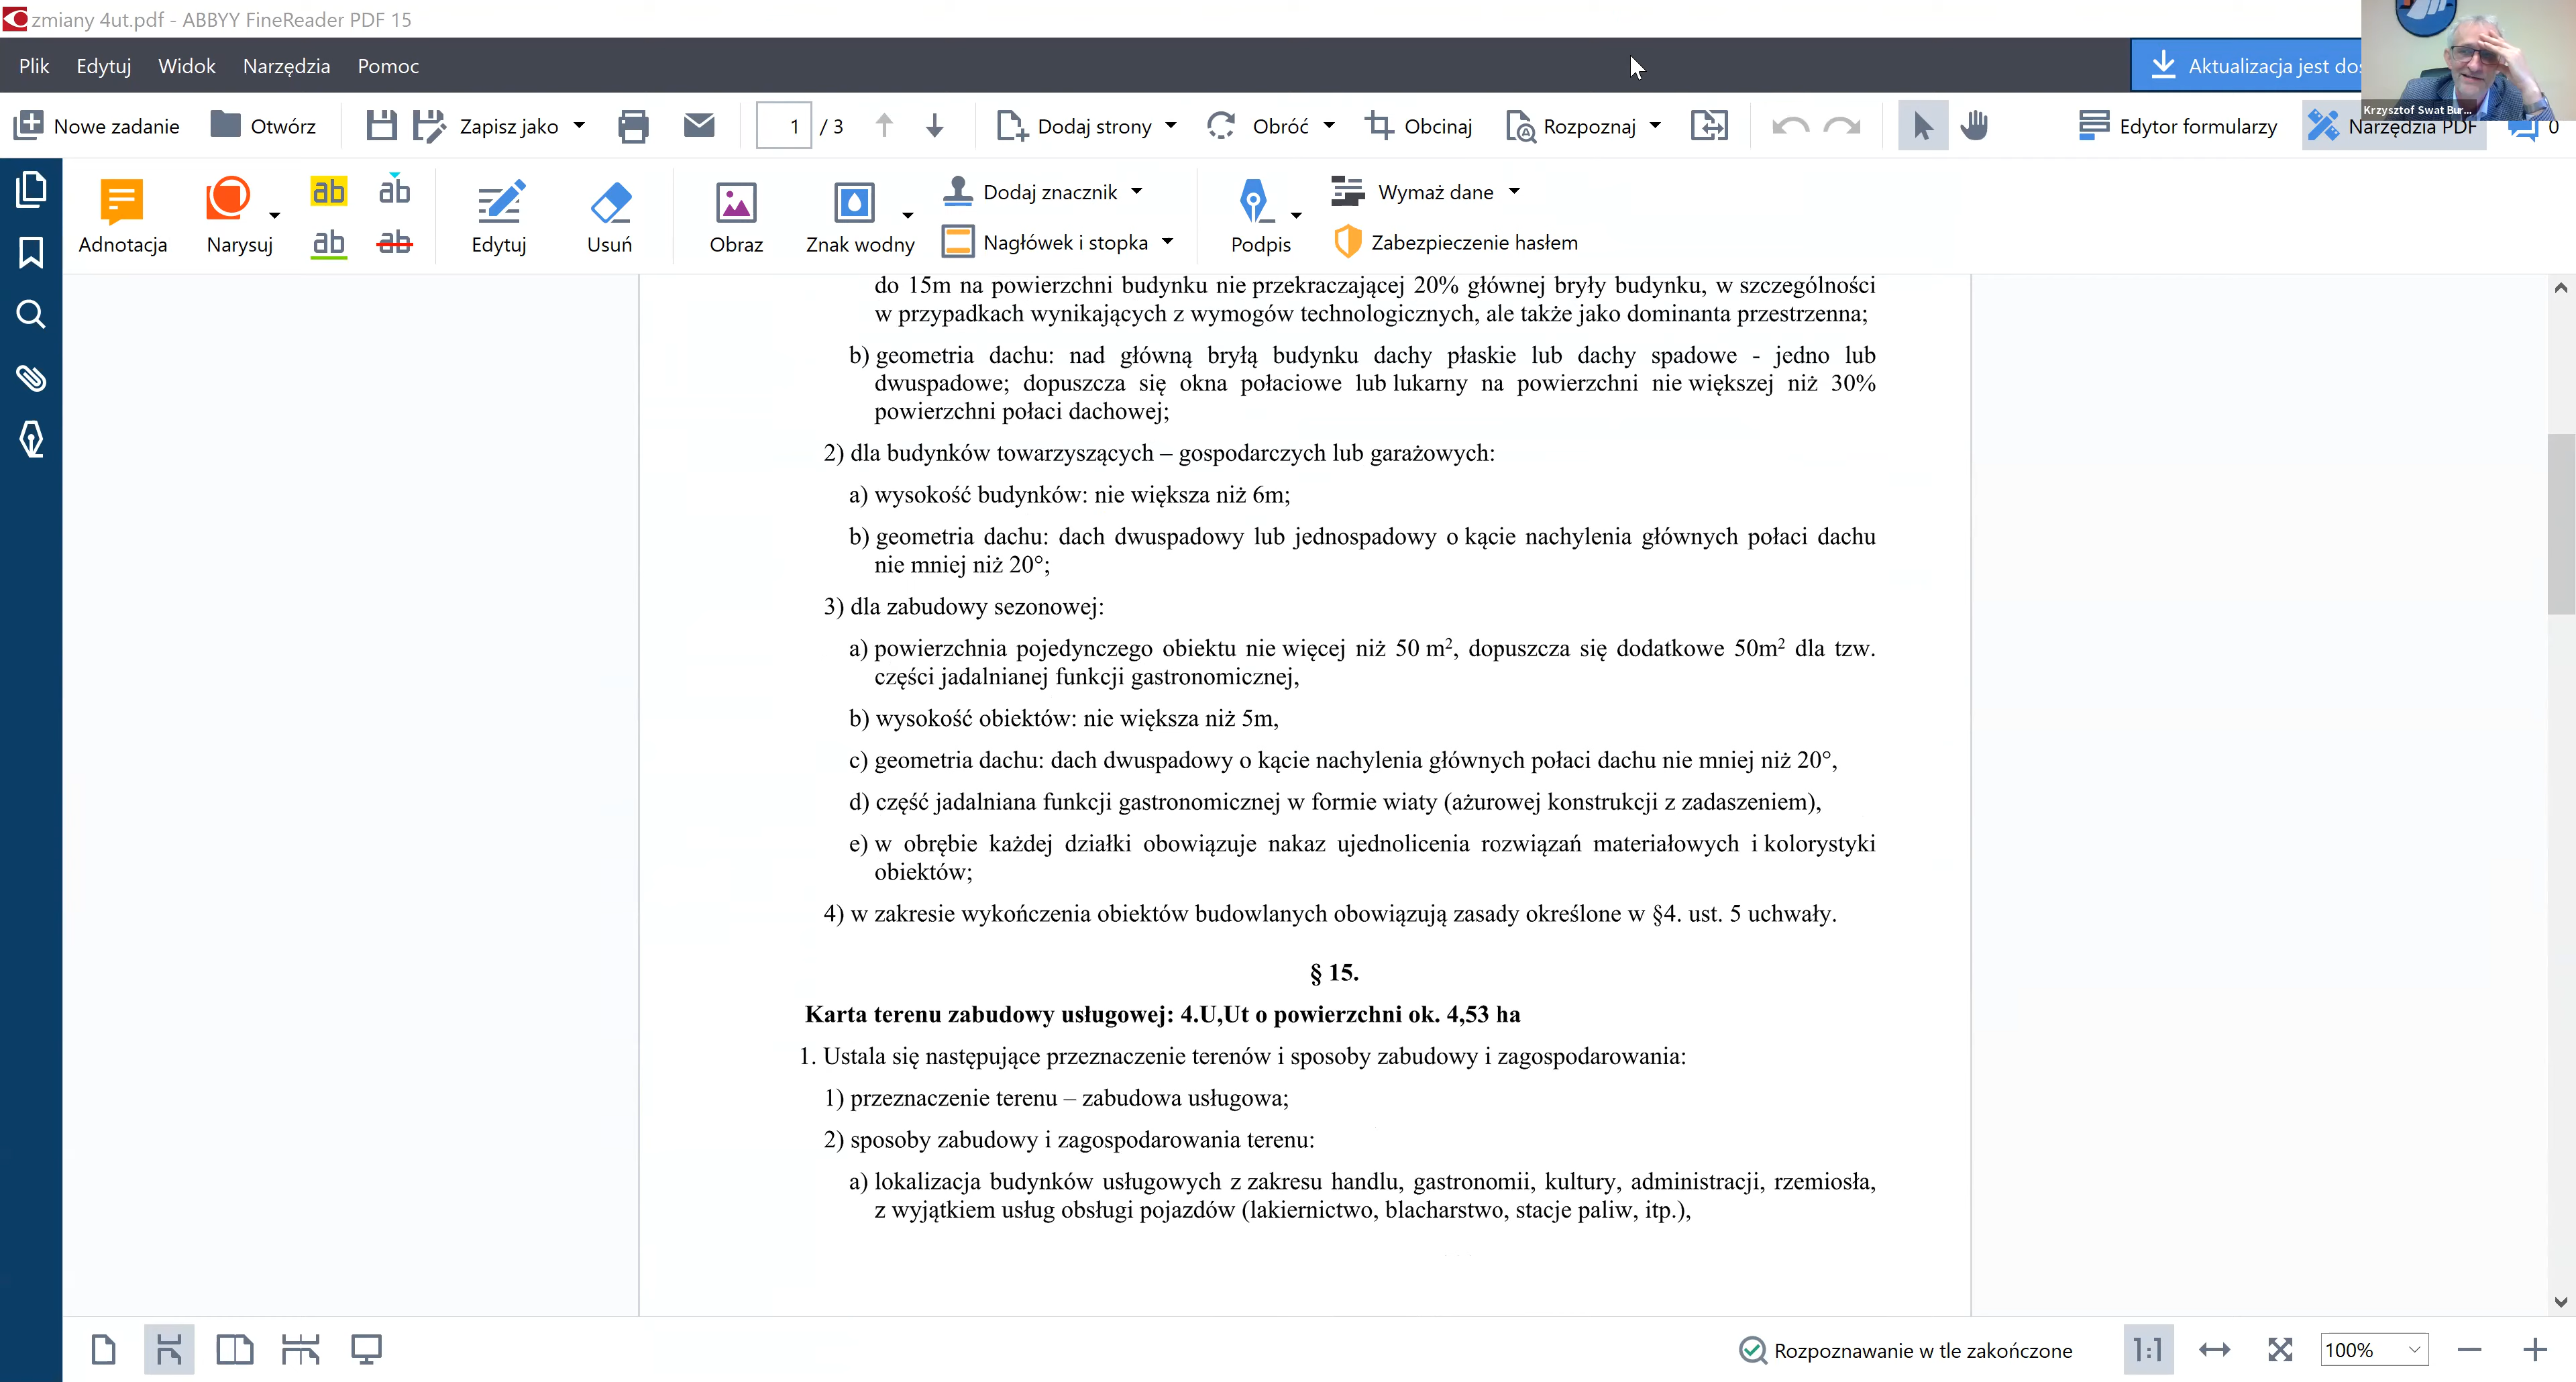 zmiany 4ut.pdf - ABBYY FineReader PDF 15
Plik Edytuj Widok Narzędzia Pomoc
Aktualizacja jest dos
Krzysztof Swat Bur...
Nowe zadanie Otwórz Zapisz jako 1 / 3 Dodaj strony Obróć Obcinaj Rozpoznaj Edytor formularzy Narzędzia PDF 0
Adnotacja Narysuj ab ab ab ab Edytuj Usuń Obraz Znak wodny Dodaj znacznik Nagłówek i stopka Podpis Wymaż dane Zabezpieczenie hasłem
do 15m na powierzchni budynku nie przekraczającej 20% głównej bryły budynku, w szczególności
w przypadkach wynikających z wymogów technologicznych, ale także jako dominanta przestrzenna;
b) geometria dachu: nad główną bryłą budynku dachy płaskie lub dachy spadowe - jedno lub
dwuspadowe; dopuszcza się okna połaciowe lub lukarny na powierzchni nie większej niż 30%
powierzchni połaci dachowej;
2) dla budynków towarzyszących – gospodarczych lub garażowych:
a) wysokość budynków: nie większa niż 6m;
b) geometria dachu: dach dwuspadowy lub jednospadowy o kącie nachylenia głównych połaci dachu
nie mniej niż 20°;
3) dla zabudowy sezonowej:
a) powierzchnia pojedynczego obiektu nie więcej niż 50 m², dopuszcza się dodatkowe 50m² dla tzw.
części jadalnianej funkcji gastronomicznej,
b) wysokość obiektów: nie większa niż 5m,
c) geometria dachu: dach dwuspadowy o kącie nachylenia głównych połaci dachu nie mniej niż 20°,
d) część jadalniana funkcji gastronomicznej w formie wiaty (ażurowej konstrukcji z zadaszeniem),
e) w obrębie każdej działki obowiązuje nakaz ujednolicenia rozwiązań materiałowych i kolorystyki
obiektów;
4) w zakresie wykończenia obiektów budowlanych obowiązują zasady określone w §4. ust. 5 uchwały.
§ 15.
Karta terenu zabudowy usługowej: 4.U,Ut o powierzchni ok. 4,53 ha
1. Ustala się następujące przeznaczenie terenów i sposoby zabudowy i zagospodarowania:
1) przeznaczenie terenu – zabudowa usługowa;
2) sposoby zabudowy i zagospodarowania terenu:
a) lokalizacja budynków usługowych z zakresu handlu, gastronomii, kultury, administracji, rzemiosła,
z wyjątkiem usług obsługi pojazdów (lakiernictwo, blacharstwo, stacje paliw, itp.),
Rozpoznawanie w tle zakończone 1:1 100%